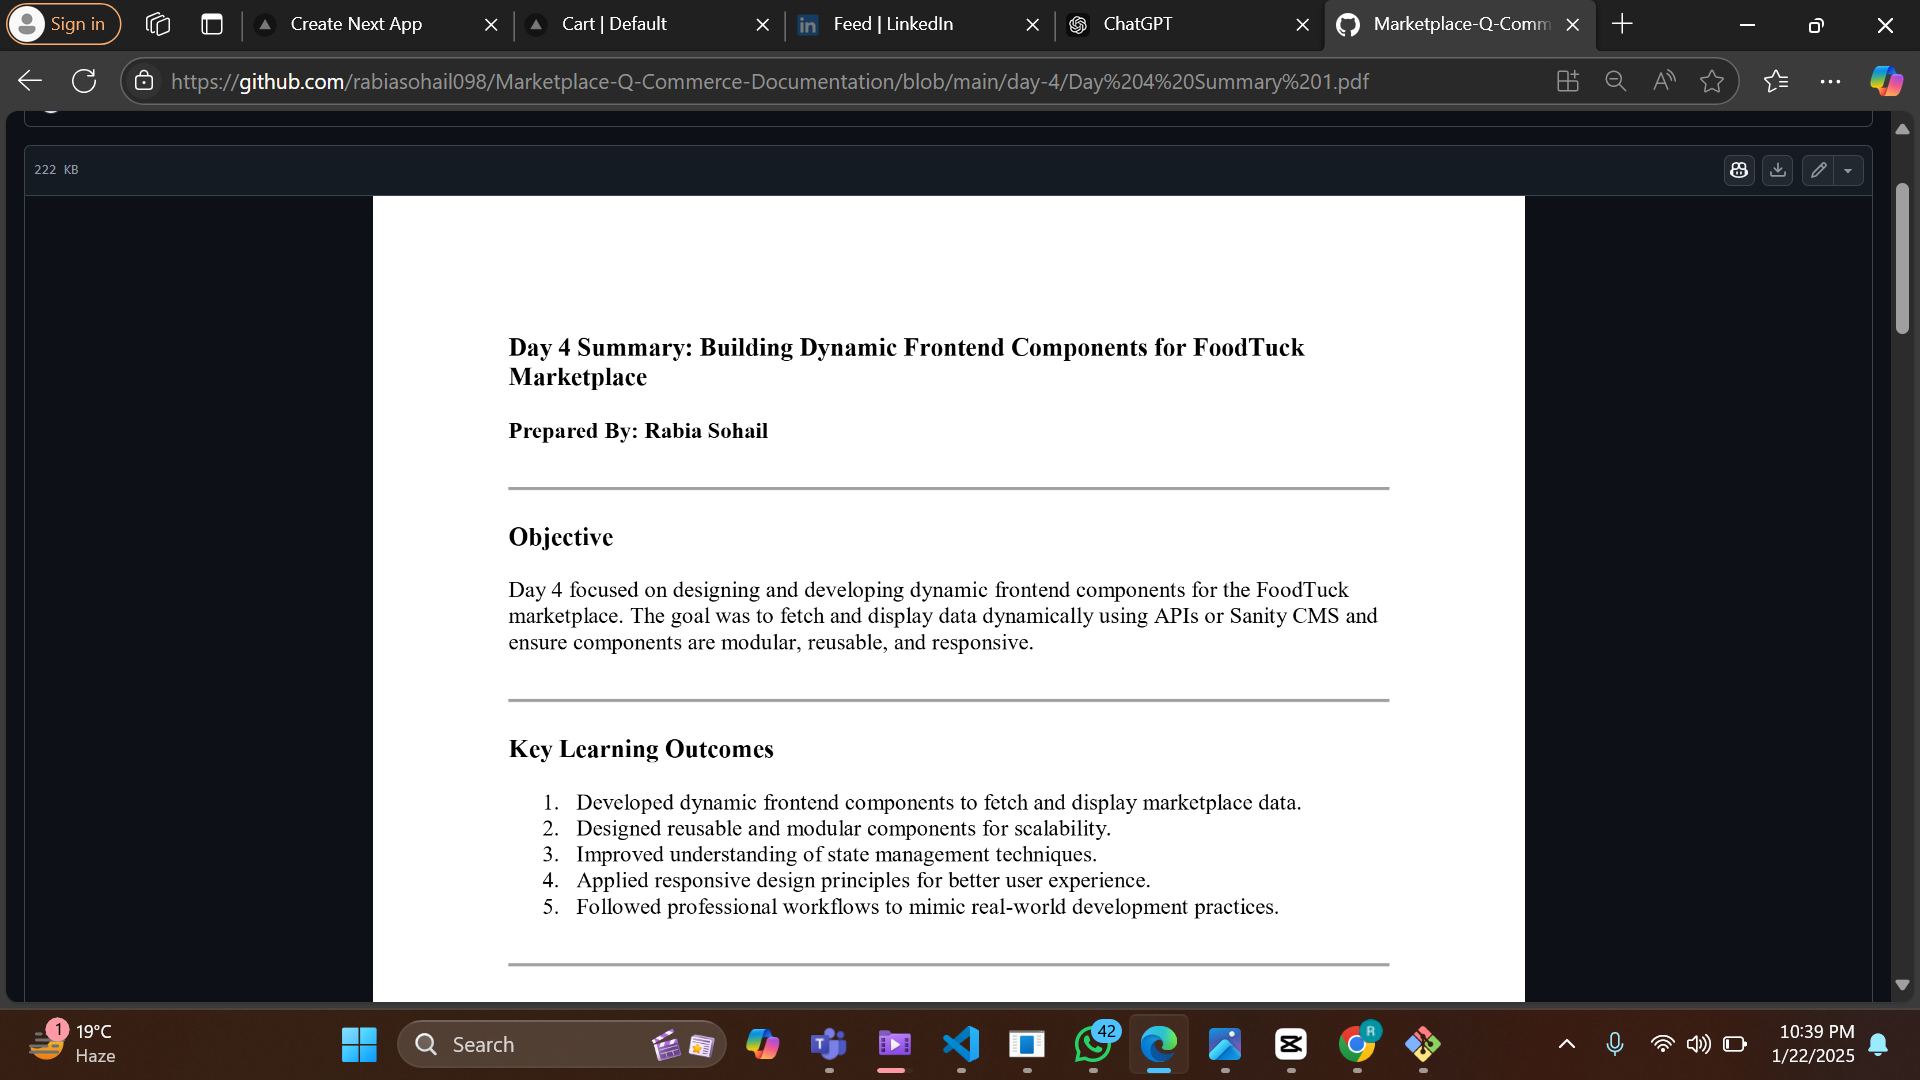 Sign in
Create Next App
Cart | Default
Feed | LinkedIn
ChatGPT
Marketplace-Q-Comm
https://github.com/rabiasohail098/Marketplace-Q-Commerce-Documentation/blob/main/day-4/Day%204%20Summary%201.pdf
222 KB
Day 4 Summary: Building Dynamic Frontend Components for FoodTuck
Marketplace
Prepared By: Rabia Sohail
Objective
Day 4 focused on designing and developing dynamic frontend components for the FoodTuck
marketplace. The goal was to fetch and display data dynamically using APIs or Sanity CMS and
ensure components are modular, reusable, and responsive.
Key Learning Outcomes
1. Developed dynamic frontend components to fetch and display marketplace data.
2. Designed reusable and modular components for scalability.
3. Improved understanding of state management techniques.
4. Applied responsive design principles for better user experience.
5. Followed professional workflows to mimic real-world development practices.
1
19°C
Haze
Search
42
R
10:39 PM
1/22/2025